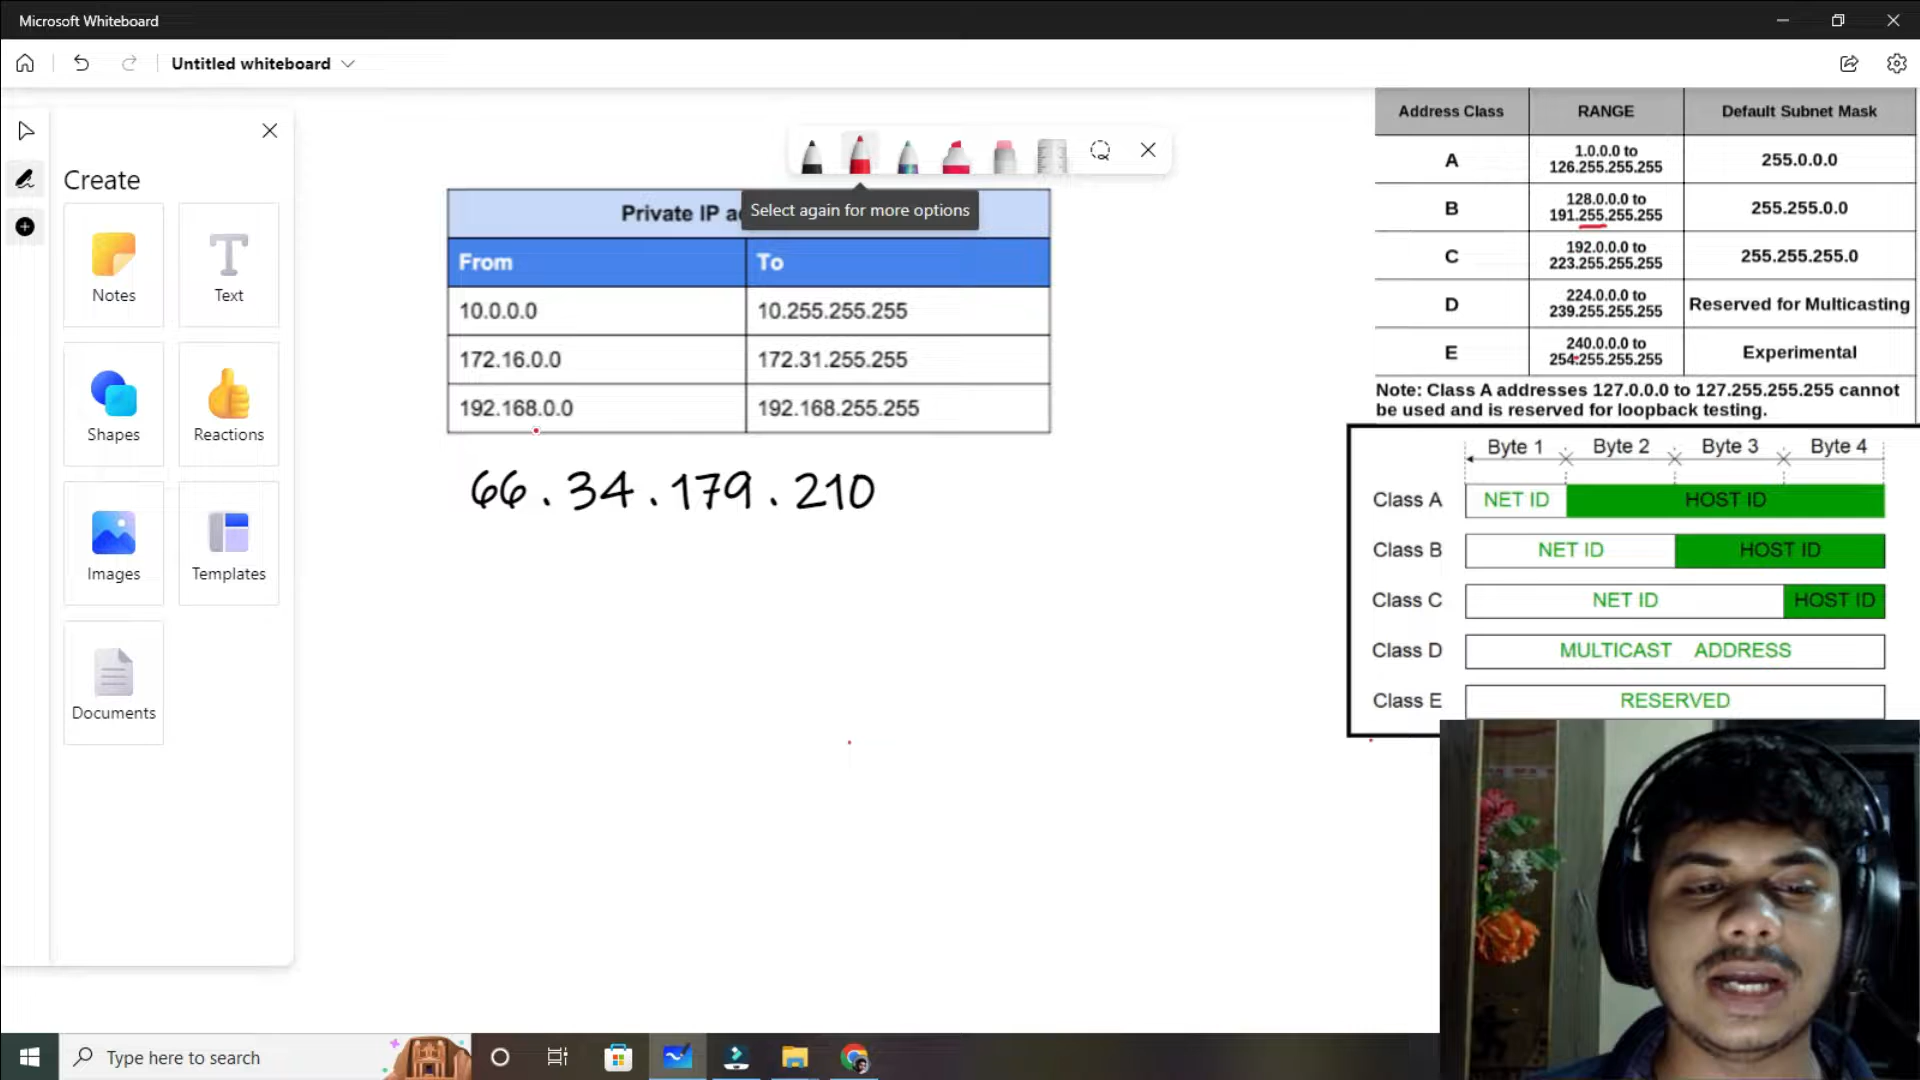 Microsoft Whiteboard
Untitled whiteboard
Create
Notes
Text
Shapes
Reactions
Images
Templates
Documents
Select again for more options
Private IP
From To
10.0.0.0 10.255.255.255
172.16.0.0 172.31.255.255
192.168.0.0 192.168.255.255
66.34.179.210
Address Class RANGE Default Subnet Mask
A 1.0.0.0 to 126.255.255.255 255.0.0.0
B 128.0.0.0 to 191.255.255.255 255.255.0.0
C 192.0.0.0 to 223.255.255.255 255.255.255.0
D 224.0.0.0 to 239.255.255.255 Reserved for Multicasting
E 240.0.0.0 to 254.255.255.255 Experimental
Note: Class A addresses 127.0.0.0 to 127.255.255.255 cannot
be used and is reserved for loopback testing.
Byte 1 Byte 2 Byte 3 Byte 4
Class A NET ID HOST ID
Class B NET ID HOST ID
Class C NET ID HOST ID
Class D MULTICAST ADDRESS
Class E RESERVED
Type here to search